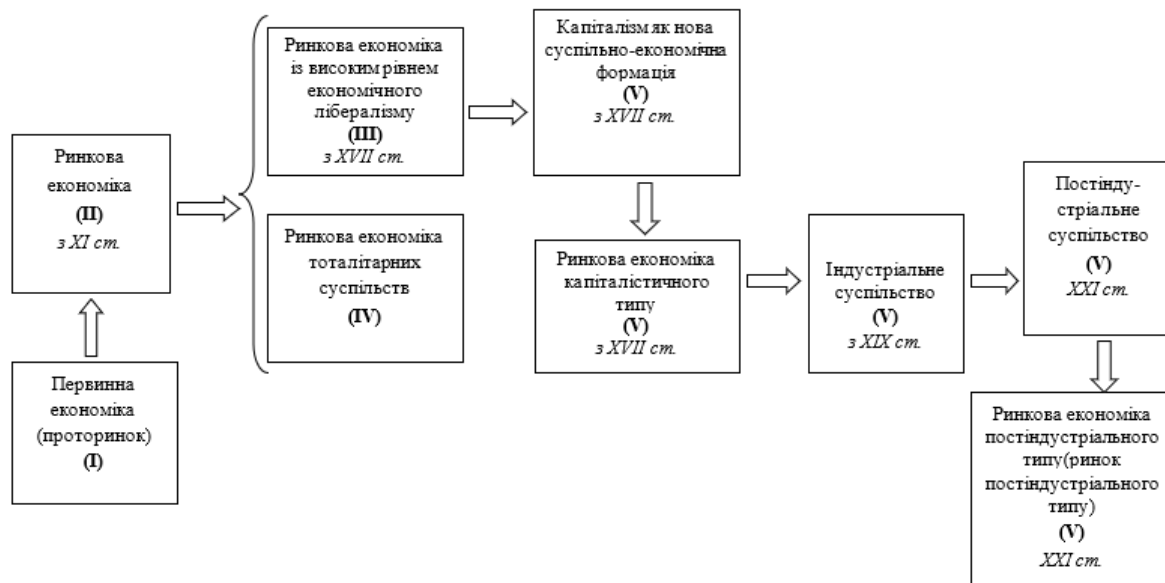 Первинна
економіка
(проторинок)
(I)
Ринкова
економіка
(II)
з XI ст.
Ринкова економіка
із високим рівнем
економічного
лібералізму
(III)
з XVII ст.
Ринкова економіка
тоталітарних
суспільств
(IV)
Капіталізм як нова
суспільно-економічна
формація
(V)
з XVII ст.
Ринкова економіка
капіталістичного
типу
(V)
з XVII ст.
Індустріальне
суспільство
(V)
з XIX ст.
Постінду-
стріальне
суспільство
(V)
XXI ст.
Ринкова економіка
постіндустріального
типу(ринок
постіндустріального
типу)
(V)
XXI ст.